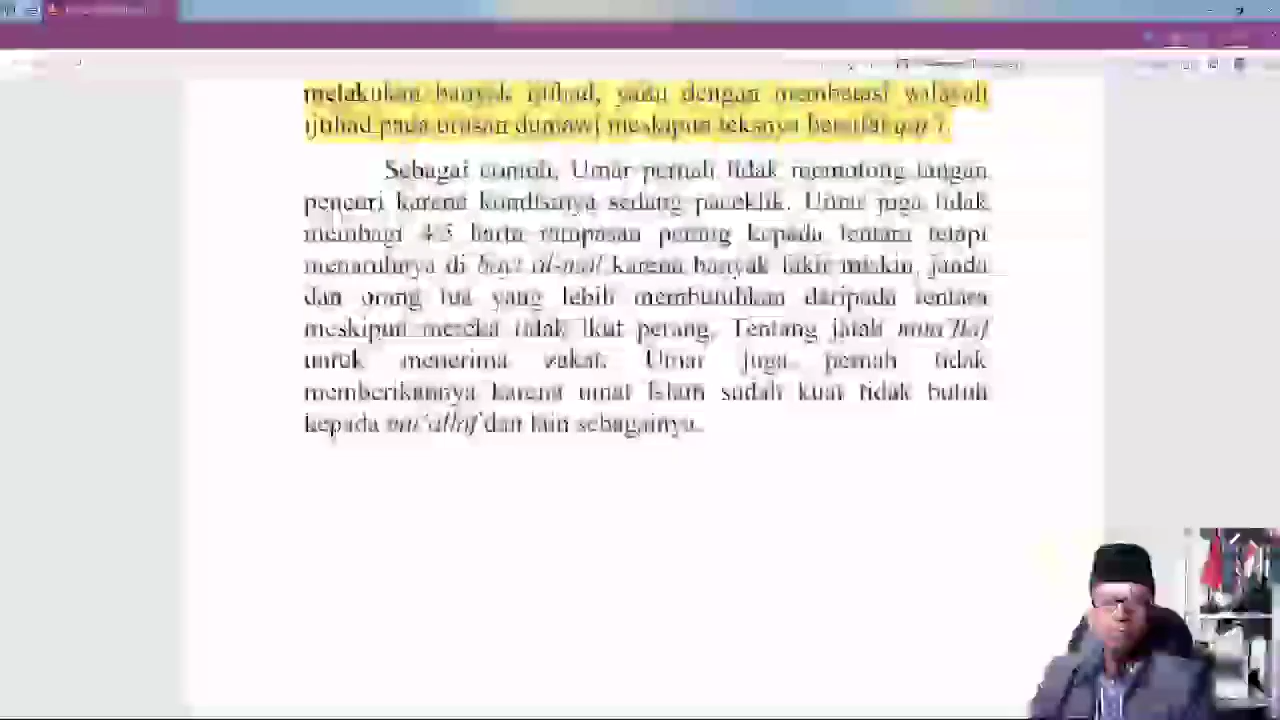 melakukan banyak ijtihad, yaitu dengan membatasi wilayah
ijtihad pada urusan duniawi meskipun teksnya bersifat qat'i.
Sebagai contoh, Umar pernah tidak memotong tangan
pencuri karena kondisinya sedang paceklik. Umar juga tidak
membagi 4/5 harta rampasan perang kepada tentara tetapi
menaruhnya di bayt al-mal karena banyak fakir miskin, janda
dan orang tua yang lebih membutuhkan daripada tentara
meskipun mereka tidak ikut perang. Tentang jatah mu'allaf
untuk menerima zakat, Umar juga pernah tidak
memberikannya karena umat Islam sudah kuat tidak butuh
kepada mu'allaf dan lain sebagainya.